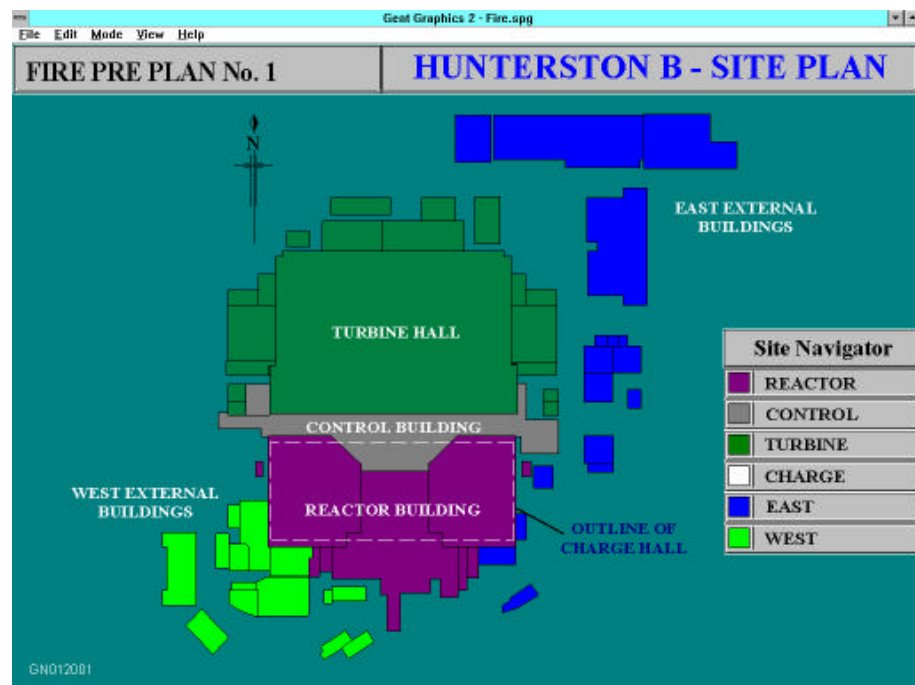 Geat Graphics 2 - Fire.spg
File Edit Mode View Help
FIRE PRE PLAN No. 1
HUNTERSTON B - SITE PLAN
N
EAST EXTERNAL
BUILDINGS
TURBINE HALL
Site Navigator
REACTOR
CONTROL
TURBINE
CHARGE
EAST
WEST
CONTROL BUILDING
WEST EXTERNAL
BUILDINGS
REACTOR BUILDING
OUTLINE OF
CHARGE HALL
GN012001